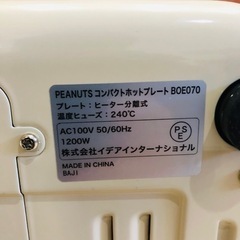 PEANUTS コンパクトホットプレート BOE070
プレート:ヒーター分離式
温度ヒューズ:240℃
AC100V 50/60Hz
1200W
PSE
株式会社イデアインターナショナル
MADE IN CHINA
BAJI